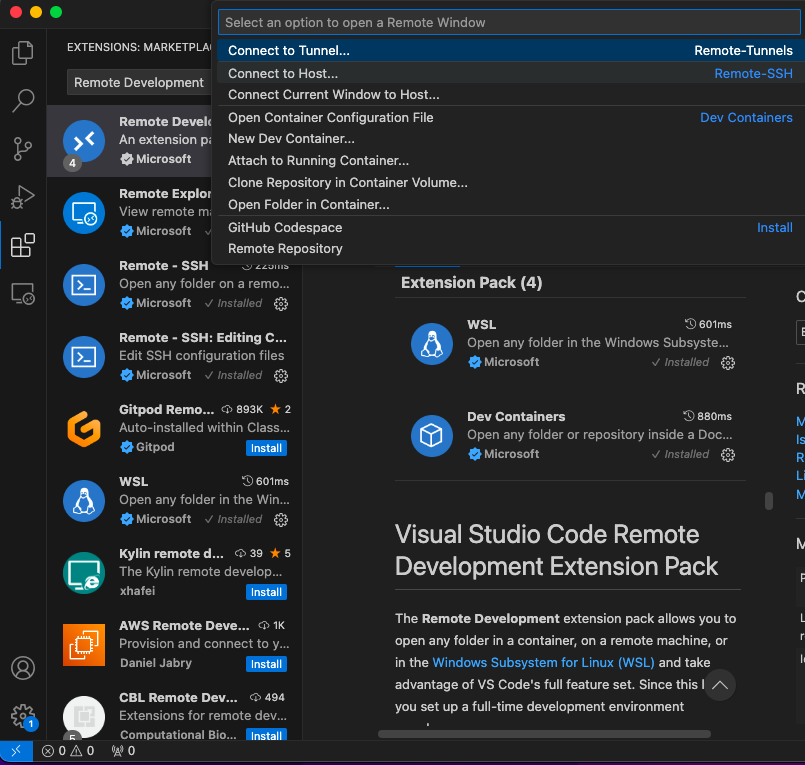 Select an option to open a Remote Window
Connect to Tunnel... Remote-Tunnels
Connect to Host... Remote-SSH
Connect Current Window to Host...
Open Container Configuration File Dev Containers
New Dev Container...
Attach to Running Container...
Clone Repository in Container Volume...
Open Folder in Container...
GitHub Codespace Install
Remote Repository
EXTENSIONS: MARKETPLA
Remote Development
Remote Develo
An extension pa
4
Microsoft
Remote Explor
View remote ma
Microsoft
Remote - SSH 225ms
Open any folder on a remo...
Microsoft Installed
Remote - SSH: Editing C...
Edit SSH configuration files
Microsoft Installed
Gitpod Remo... 893K 2
Auto-installed within Class...
Gitpod Install
WSL 601ms
Open any folder in the Win...
Microsoft Installed
Kylin remote d... 39 5
The Kylin remote develop...
xhafei Install
AWS Remote Deve... 1K
Provision and connect to y...
Daniel Jabry Install
CBL Remote Dev... 494
Extensions for remote dev...
5
Computational Bio... Install
Extension Pack (4)
WSL 601ms
Open any folder in the Windows Subsyste...
Microsoft Installed
Dev Containers 880ms
Open any folder or repository inside a Doc...
Microsoft Installed
Visual Studio Code Remote
Development Extension Pack
The Remote Development extension pack allows you to
open any folder in a container, on a remote machine, or
in the Windows Subsystem for Linux (WSL) and take
advantage of VS Code's full feature set. Since this
you set up a full-time development environment
1
0 0 0